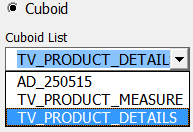 Cuboid
Cuboid List
TV_PRODUCT_DETAIL
AD_250515
TV_PRODUCT_MEASURE
TV_PRODUCT_DETAILS